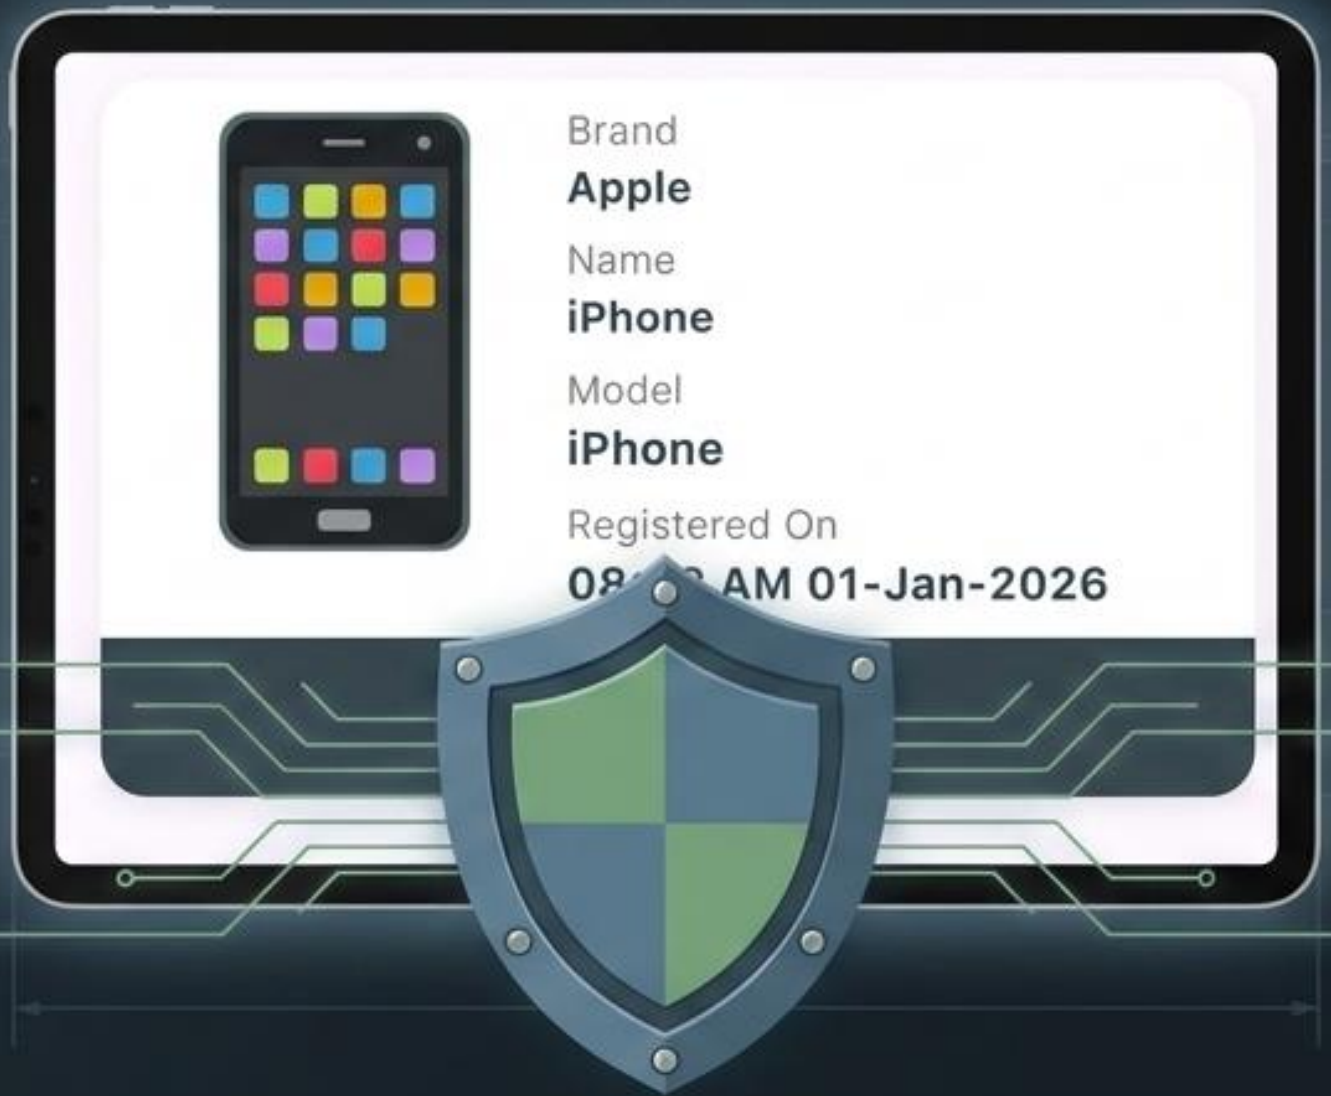 Brand
Apple
Name
iPhone
Model
iPhone
Registered On
AM 01-Jan-2026